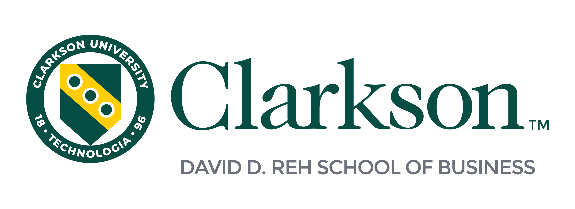 CLARKSON UNIVERSITY
18 • TECHNOLOGIA • 96
Clarkson™
DAVID D. REH SCHOOL OF BUSINESS